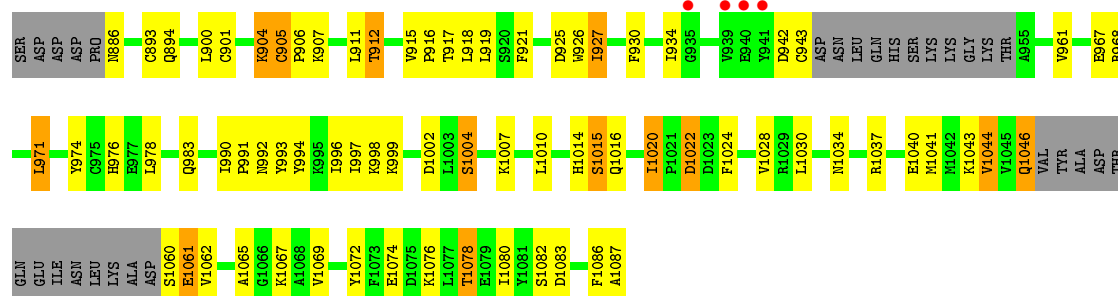 SER ASP ASP ASP PRO N886 C893 Q894 L900 C901 K904 C905 P906 K907 L911 T912 V915 P916 T917 L918 L919 S920 F921 D925 W926 I927 F930 I934 G935 V939 E940 Y941 D942 C943 ASP ASN LEU GLN HIS SER LYS LYS GLY LYS THR A955 V961 E967 R968
L971 Y974 C975 H976 E977 L978 Q983 I990 P991 N992 Y993 Y994 K995 I996 I997 K998 K999 D1002 L1003 S1004 K1007 L1010 H1014 S1015 Q1016 I1020 P1021 D1022 D1023 F1024 V1028 R1029 L1030 N1034 R1037 E1040 M1041 M1042 K1043 V1044 V1045 Q1046 VAL TYR ALA ASP THR
GLN GLU ILE ASN LEU LYS ALA ASP S1060 E1061 V1062 A1065 G1066 K1067 A1068 V1069 Y1072 F1073 E1074 D1075 K1076 L1077 T1078 E1079 I1080 Y1081 S1082 D1083 F1086 A1087